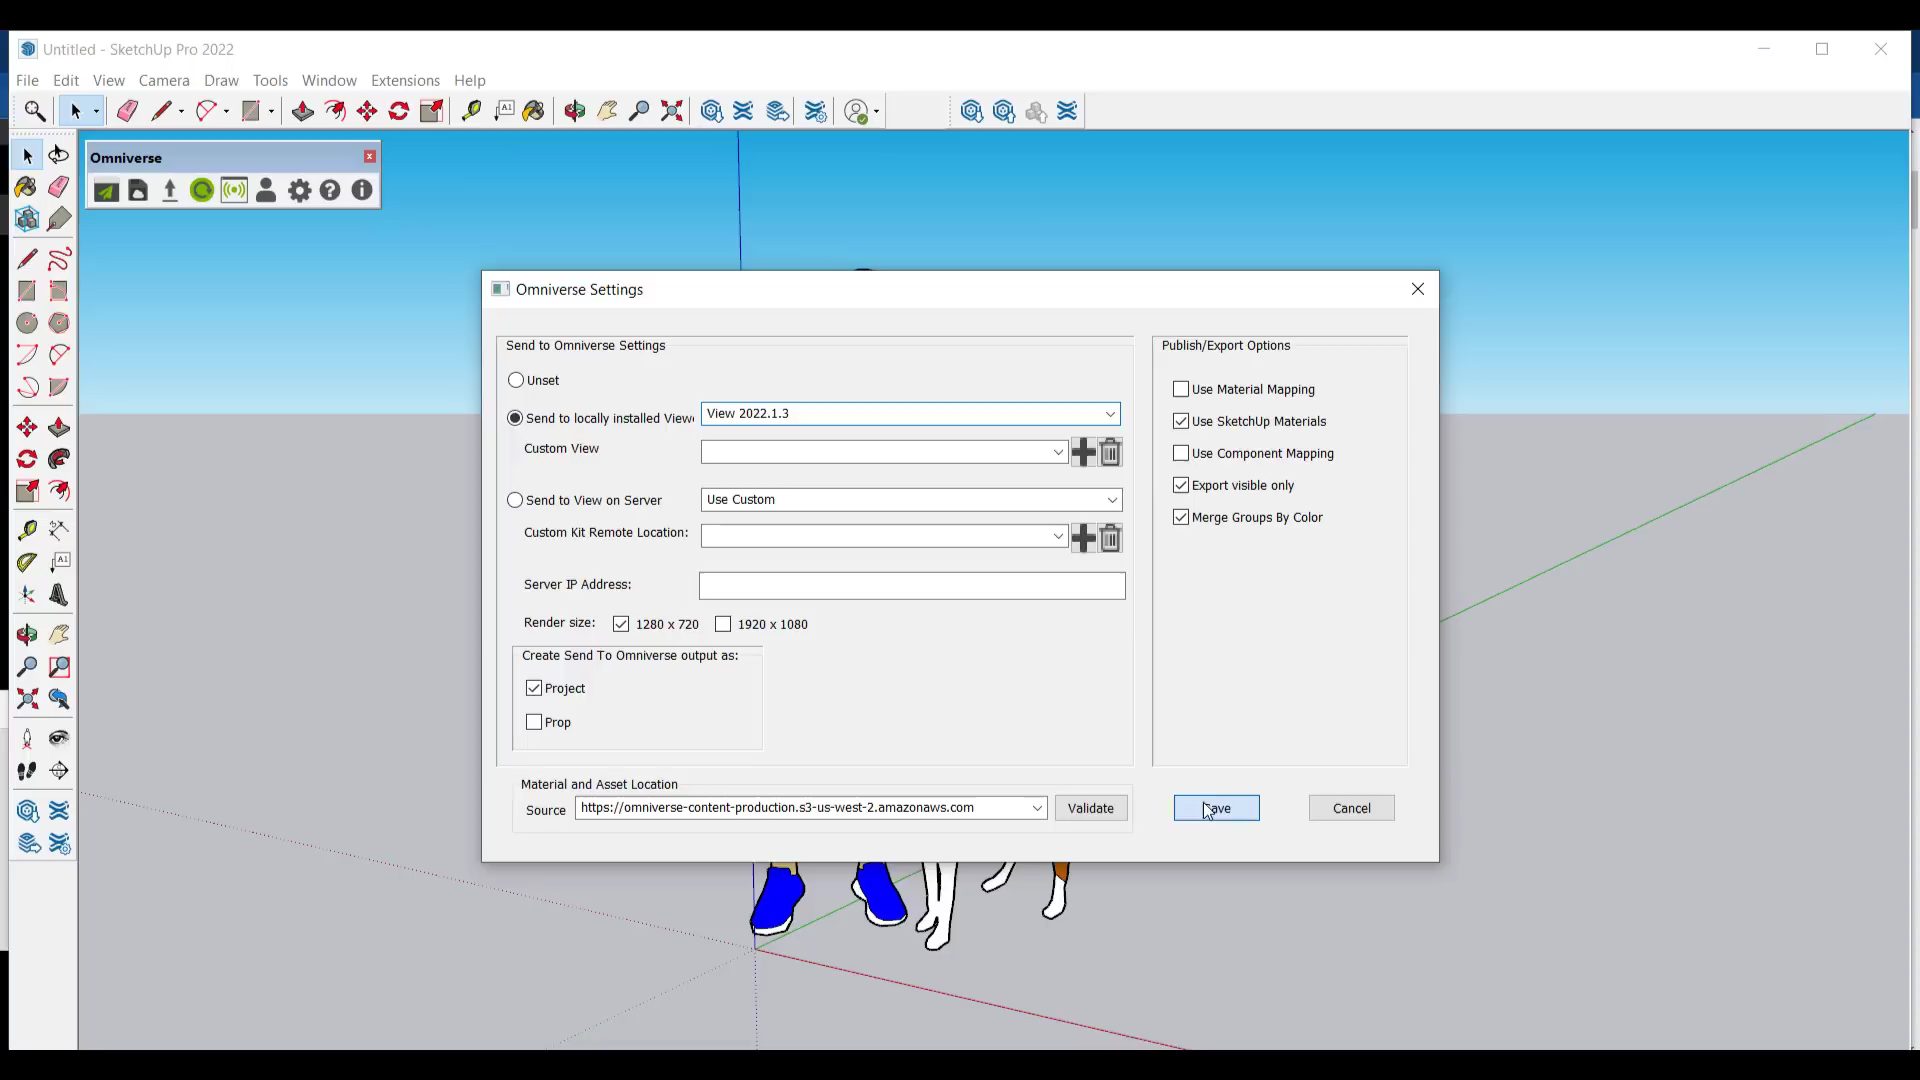 Untitled - SketchUp Pro 2022
File Edit View Camera Draw Tools Window Extensions Help
Omniverse
Omniverse Settings
Send to Omniverse Settings
Unset
Send to locally installed View
View 2022.1.3
Custom View
Send to View on Server
Use Custom
Custom Kit Remote Location:
Server IP Address:
Render size: 1280 x 720 1920 x 1080
Create Send To Omniverse output as:
Project
Prop
Material and Asset Location
Source https://omniverse-content-production.s3-us-west-2.amazonaws.com Validate
Publish/Export Options
Use Material Mapping
Use SketchUp Materials
Use Component Mapping
Export visible only
Merge Groups By Color
Cancel